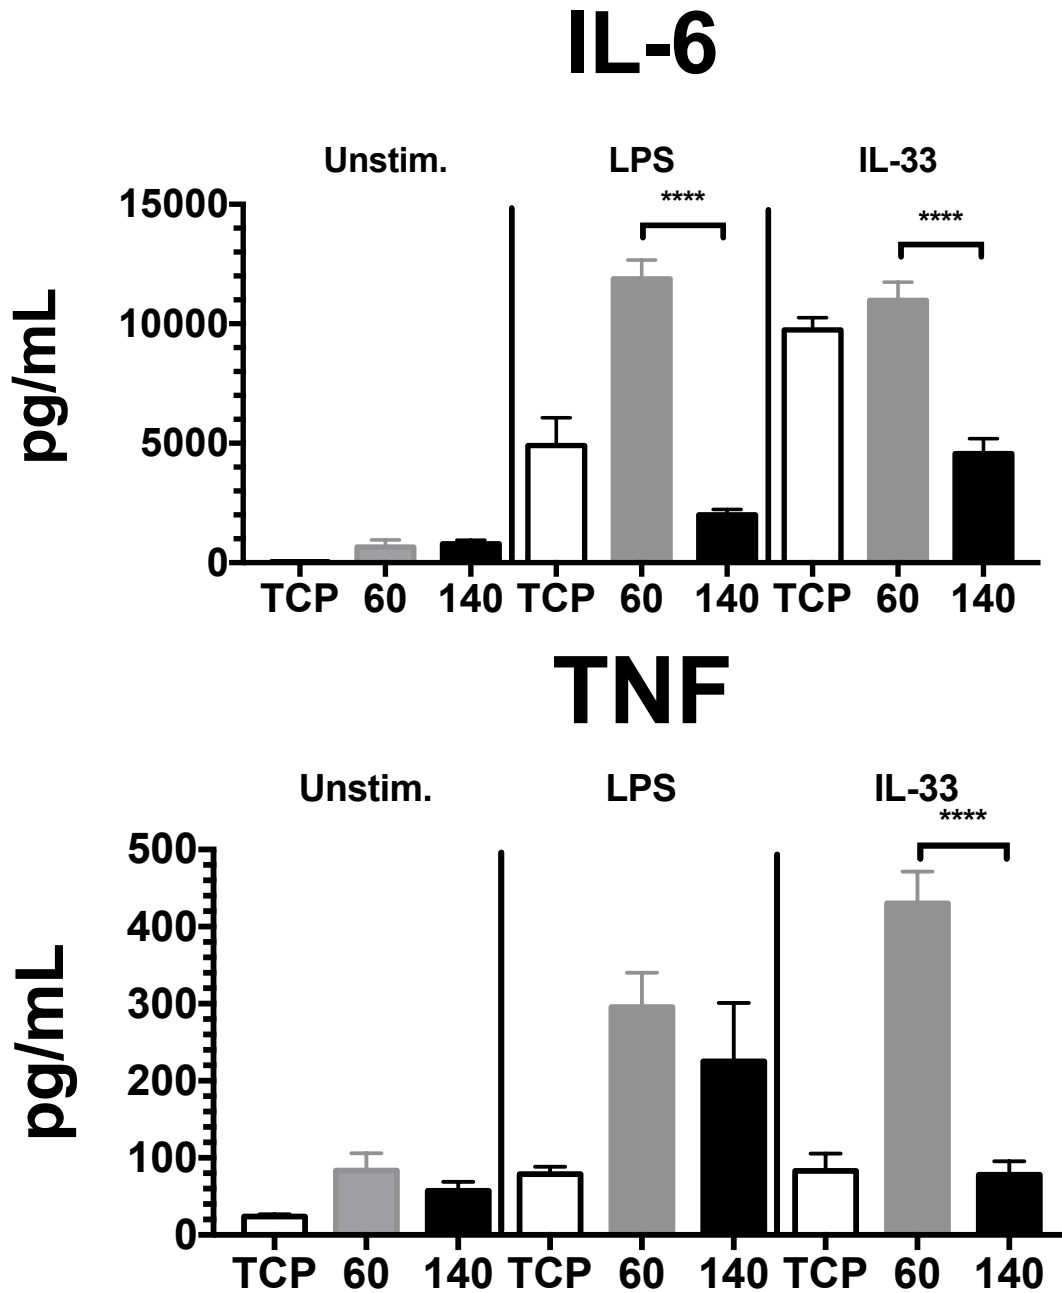 IL-6
Unstim. LPS IL-33
**** ****
pg/mL
15000
10000
5000
0
TCP 60 140 TCP 60 140 TCP 60 140
TNF
Unstim. LPS IL-33
****
pg/mL
500
400
300
200
100
0
TCP 60 140 TCP 60 140 TCP 60 140